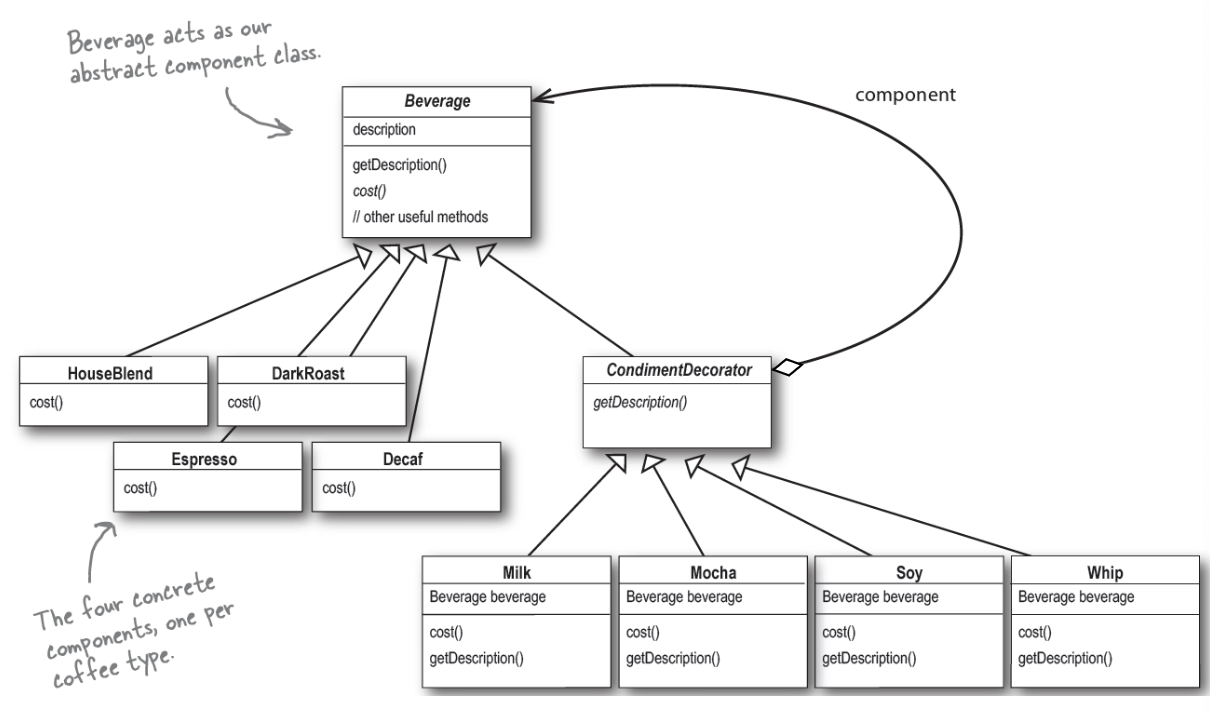 Beverage acts as our
abstract component class.
component
Beverage
description
getDescription()
cost()
// other useful methods
HouseBlend
cost()
DarkRoast
cost()
CondimentDecorator
getDescription()
Espresso
cost()
Decaf
cost()
The four concrete
components, one per
coffee type.
Milk
Beverage beverage
cost()
getDescription()
Mocha
Beverage beverage
cost()
getDescription()
Soy
Beverage beverage
cost()
getDescription()
Whip
Beverage beverage
cost()
getDescription()